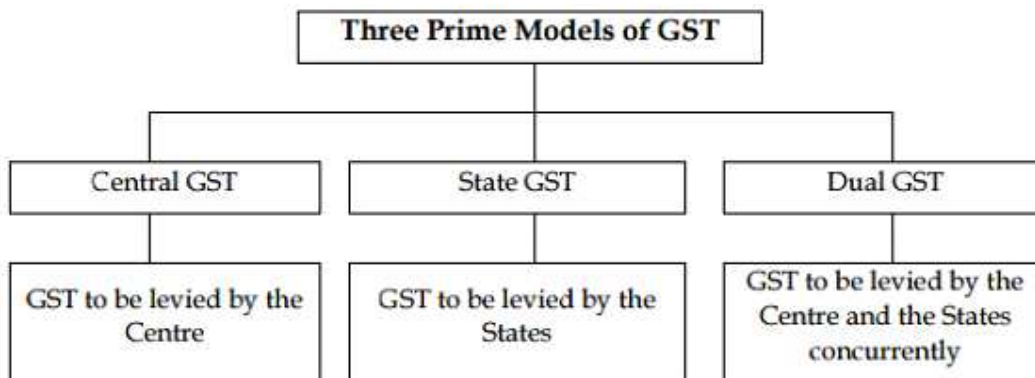 Three Prime Models of GST
Central GST
State GST
Dual GST
GST to be levied by the
Centre
GST to be levied by the
States
GST to be levied by the
Centre and the States
concurrently